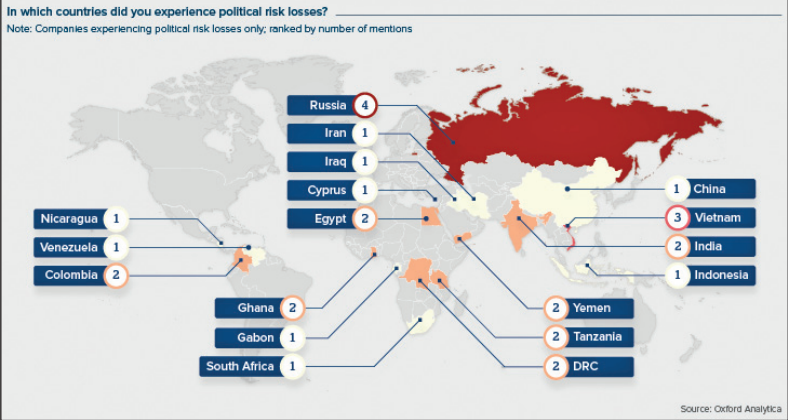 In which countries did you experience political risk losses?
Note: Companies experiencing political risk losses only; ranked by number of mentions
Russia 4
Iran 1
Iraq 1
Cyprus 1
Egypt 2
Nicaragua 1
Venezuela 1
Colombia 2
Ghana 2
Gabon 1
South Africa 1
1 China
3 Vietnam
2 India
1 Indonesia
2 Yemen
2 Tanzania
2 DRC
Source: Oxford Analytica